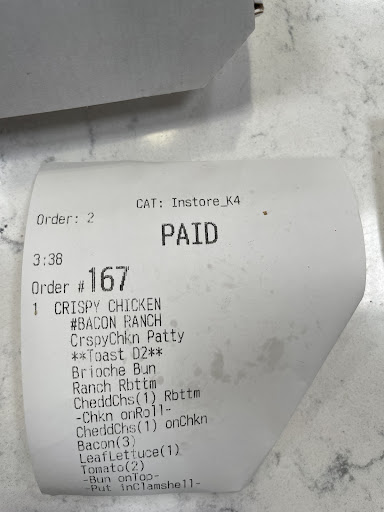 CAT: Instore_K4
Order: 2
PAID
3:38
Order #167
1 CRISPY CHICKEN
#BACON RANCH
CrspyChkn Patty
**Toast D2**
Brioche Bun
Ranch Rbttm
CheddChs(1) Rbttm
-Chkn onRoll-
CheddChs(1) onChkn
Bacon(3)
LeafLettuce(1)
Tomato(2)
-Bun onTop-
-Put inClamshell-